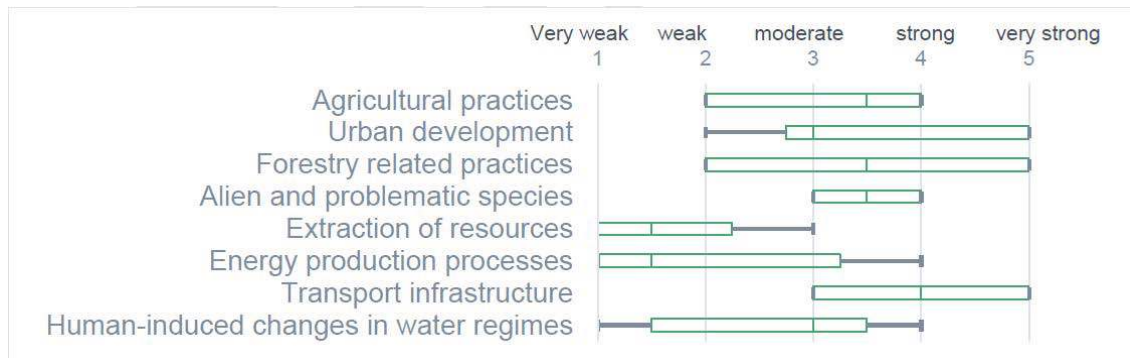 Very weak weak moderate strong very strong
1 2 3 4 5
Agricultural practices
Urban development
Forestry related practices
Alien and problematic species
Extraction of resources
Energy production processes
Transport infrastructure
Human-induced changes in water regimes